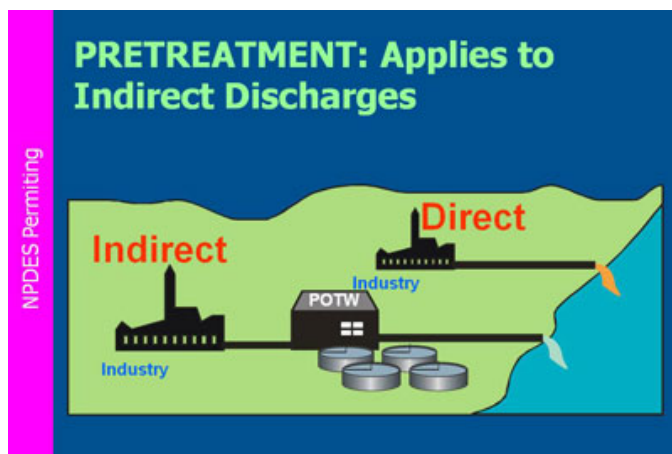 PRETREATMENT: Applies to
Indirect Discharges
NPDES Permiting
Direct
Indirect
Industry
POTW
Industry